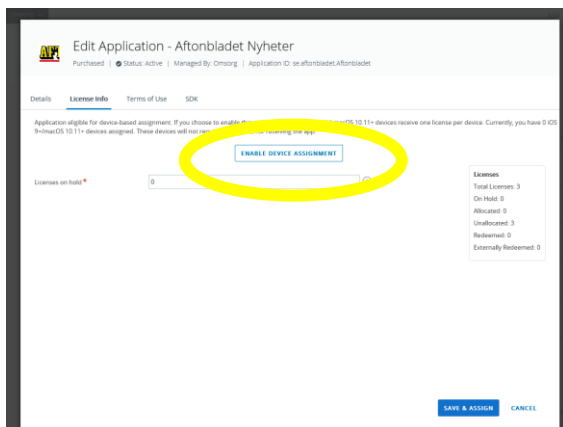 Edit Application - Aftonbladet Nyheter
Purchased | Status: Active | Managed By: Omsorg | Application ID: se.aftonbladet.Aftonbladet
Details License Info Terms of Use SDK
Application eligible for device-based assignment. If you choose to enable macOS 10.11+ devices receive one license per device. Currently, you have 0 iOS
9+/macOS 10.11+ devices assigned. These devices will not receiving the app
ENABLE DEVICE ASSIGNMENT
Licenses on hold * 0
Licenses
Total Licenses: 3
On Hold: 0
Allocated: 0
Unallocated: 3
Redeemed: 0
Externally Redeemed: 0
SAVE & ASSIGN CANCEL